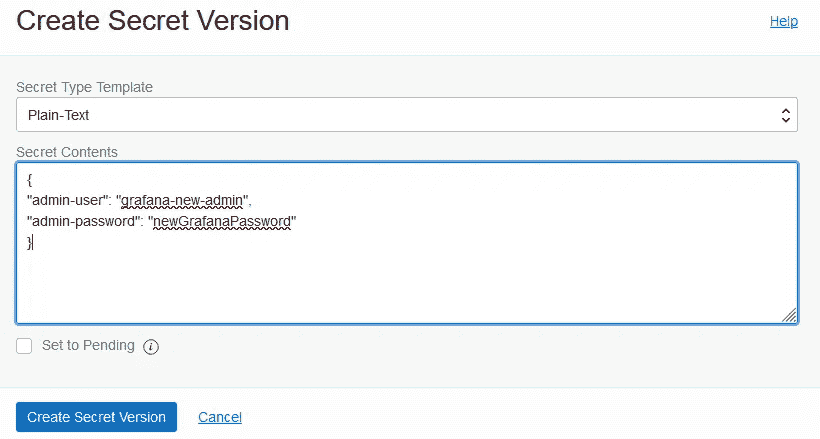 Create Secret Version
Help
Secret Type Template
Plain-Text
Secret Contents
{
"admin-user": "grafana-new-admin",
"admin-password": "newGrafanaPassword"
}
Set to Pending i
Create Secret Version Cancel